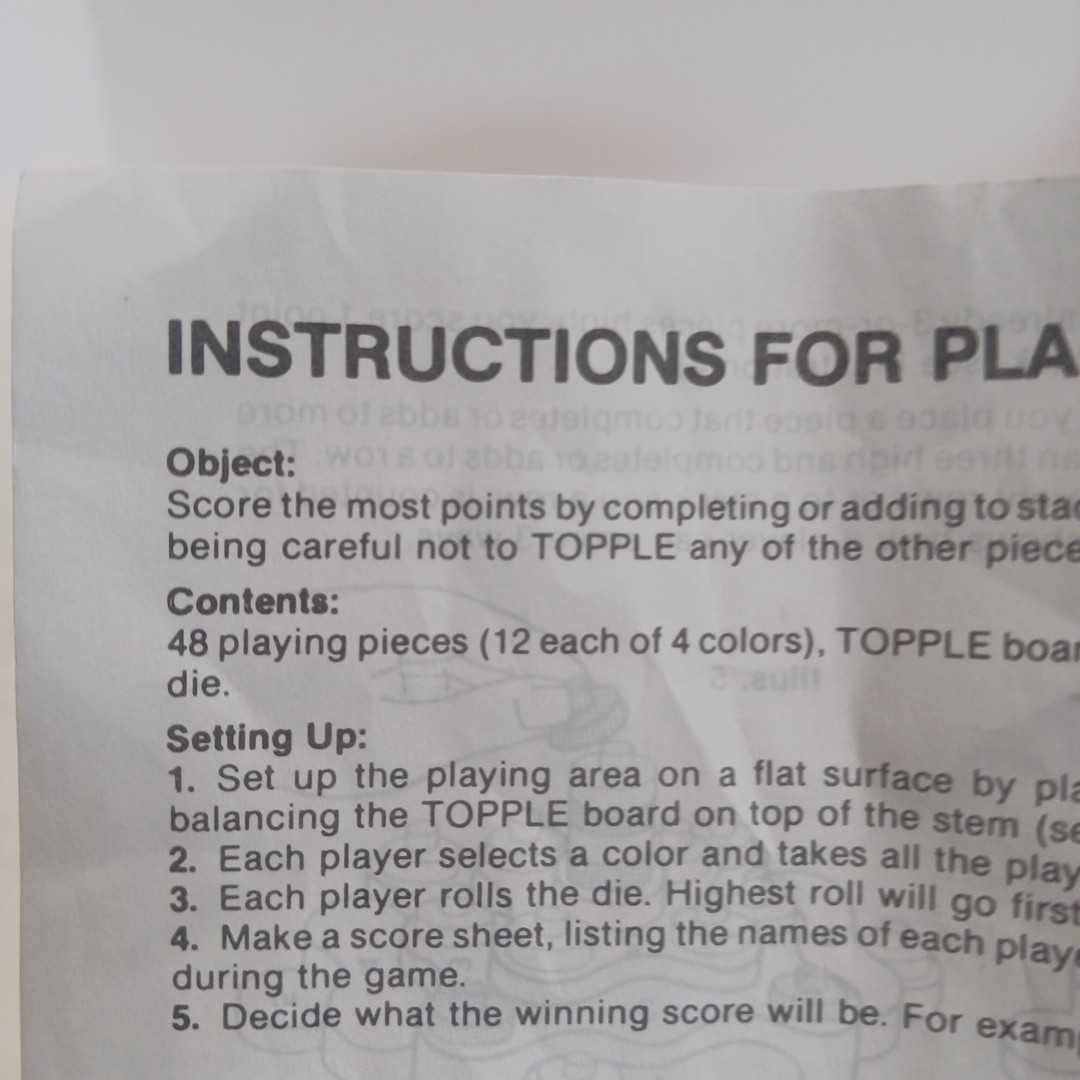 INSTRUCTIONS FOR PLA
Object:
Score the most points by completing or adding to stac
being careful not to TOPPLE any of the other piece
Contents:
48 playing pieces (12 each of 4 colors), TOPPLE boar
die.
Setting Up:
1. Set up the playing area on a flat surface by pla
balancing the TOPPLE board on top of the stem (se
2. Each player selects a color and takes all the play
3. Each player rolls the die. Highest roll will go first
4. Make a score sheet, listing the names of each playe
during the game.
5. Decide what the winning score will be. For examp